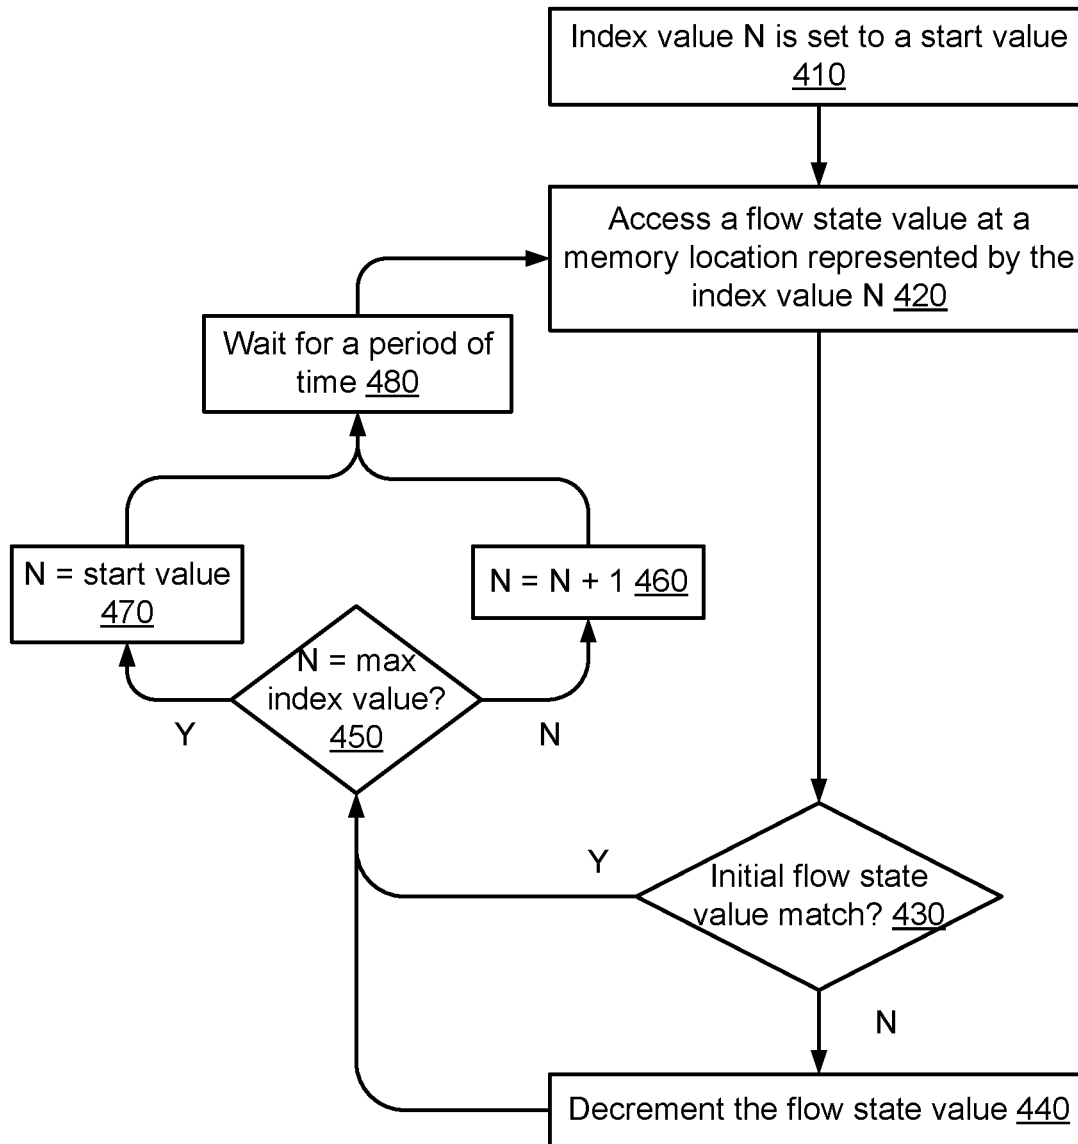 Index value N is set to a start value
410
Access a flow state value at a
memory location represented by the
index value N 420
Wait for a period of
time 480
N = start value
470
N = N + 1 460
N = max
index value?
450
Y
N
Y
Initial flow state
value match? 430
N
Decrement the flow state value 440